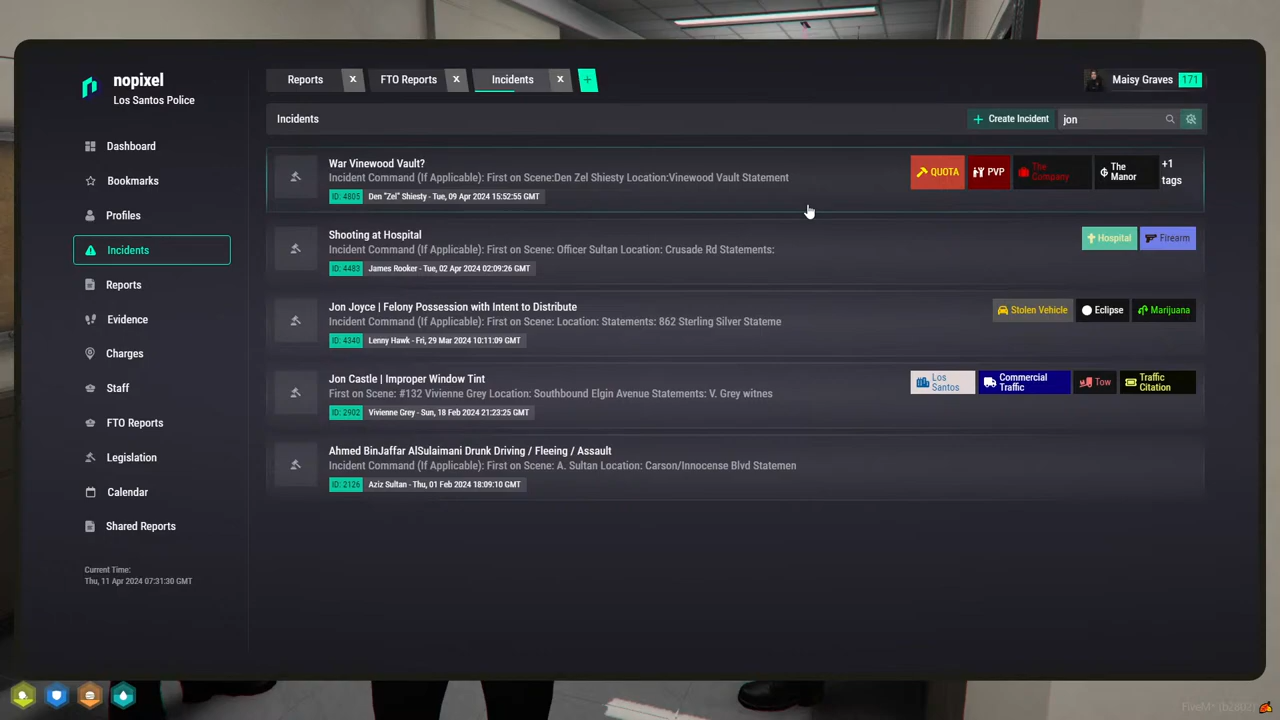 nopixel
Los Santos Police
Reports x FTO Reports x Incidents x +
Maisy Graves 171
Dashboard
Bookmarks
Profiles
Incidents
Reports
Evidence
Charges
Staff
FTO Reports
Legislation
Calendar
Shared Reports
Current Time:
Thu, 11 Apr 2024 07:31:30 GMT
Incidents + Create Incident jon
War Vinewood Vault?
Incident Command (If Applicable): First on Scene:Den Zel Shiesty Location:Vinewood Vault Statement
ID: 4805 Den "Zel" Shiesty - Tue, 09 Apr 2024 15:52:55 GMT
QUOTA PVP The Company The Manor +1 tags
Shooting at Hospital
Incident Command (If Applicable): First on Scene: Officer Sultan Location: Crusade Rd Statements:
ID: 4483 James Rooker - Tue, 02 Apr 2024 02:09:26 GMT
Hospital Firearm
Jon Joyce | Felony Possession with Intent to Distribute
Incident Command (If Applicable): First on Scene: Location: Statements: 862 Sterling Silver Stateme
ID: 4340 Lenny Hawk - Fri, 29 Mar 2024 10:11:09 GMT
Stolen Vehicle Eclipse Marijuana
Jon Castle | Improper Window Tint
First on Scene: #132 Vivienne Grey Location: Southbound Elgin Avenue Statements: V. Grey witnes
ID: 2902 Vivienne Grey - Sun, 18 Feb 2024 21:23:25 GMT
Los Santos Commercial Traffic Tow Traffic Citation
Ahmed BinJaffar AlSulaimani Drunk Driving / Fleeing / Assault
Incident Command (If Applicable): First on Scene: A. Sultan Location: Carson/Innocense Blvd Statemen
ID: 2126 Aziz Sultan - Thu, 01 Feb 2024 18:09:10 GMT
FiveM® (b2802)